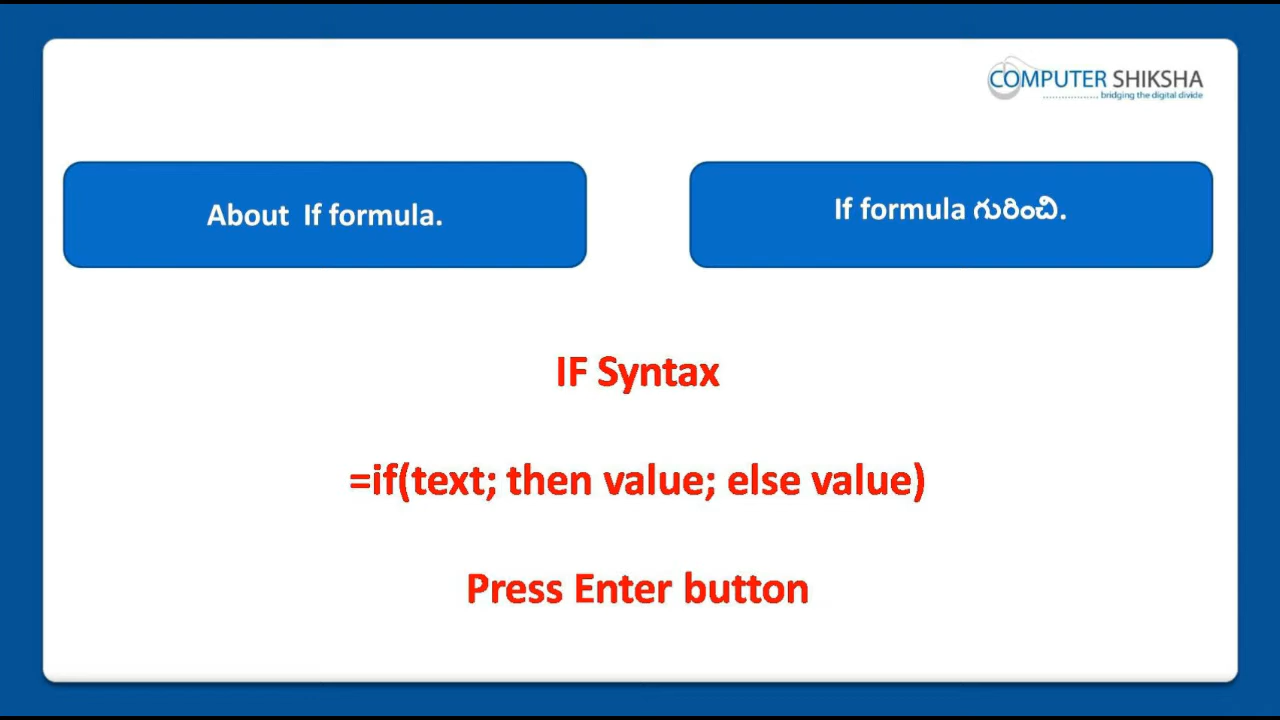 COMPUTER SHIKSHA
.................. bridging the digital divide
About If formula.
If formula గురించి.
IF Syntax
=if(text; then value; else value)
Press Enter button